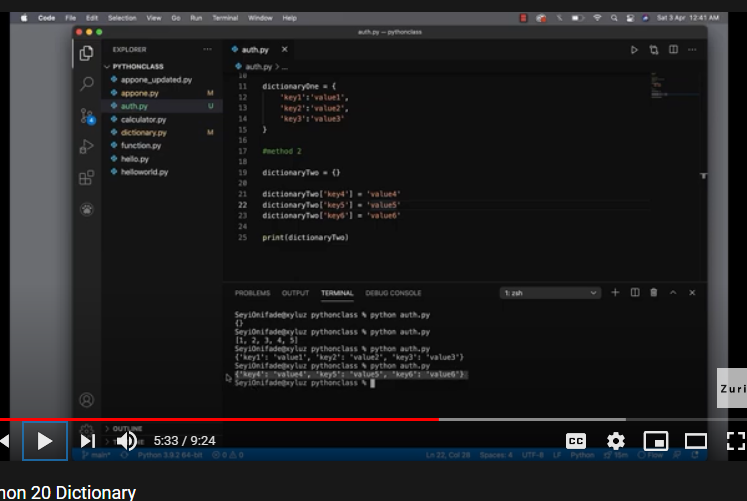 Code File Edit Selection View Go Run Terminal Window Help
Sat 3 Apr 12:41 AM
auth.py — pythonclass
EXPLORER
auth.py
PYTHONCLASS
auth.py > ...
appone_updated.py
appone.py M
auth.py U
calculator.py
dictionary.py M
function.py
hello.py
helloworld.py
4
10
11 dictionaryOne = {
12 'key1':'value1',
13 'key2':'value2',
14 'key3':'value3'
15 }
16
17 #method 2
18
19 dictionaryTwo = {}
20
21 dictionaryTwo['key4'] = 'value4'
22 dictionaryTwo['key5'] = 'value5'
23 dictionaryTwo['key6'] = 'value6'
24
25 print(dictionaryTwo)
PROBLEMS OUTPUT TERMINAL DEBUG CONSOLE 1: zsh
SeyiOnifade@xyluz pythonclass % python auth.py
{}
SeyiOnifade@xyluz pythonclass % python auth.py
[1, 2, 3, 4, 5]
SeyiOnifade@xyluz pythonclass % python auth.py
{'key1': 'value1', 'key2': 'value2', 'key3': 'value3'}
SeyiOnifade@xyluz pythonclass % python auth.py
{'key4': 'value4', 'key5': 'value5', 'key6': 'value6'}
SeyiOnifade@xyluz pythonclass %
Zuri
OUTLINE
5:33 / 9:24
CC
main* Python 3.9.2 64-bit 0 0 Ln 22, Col 28 Spaces: 4 UTF-8 LF Python 15m Flow
hon 20 Dictionary